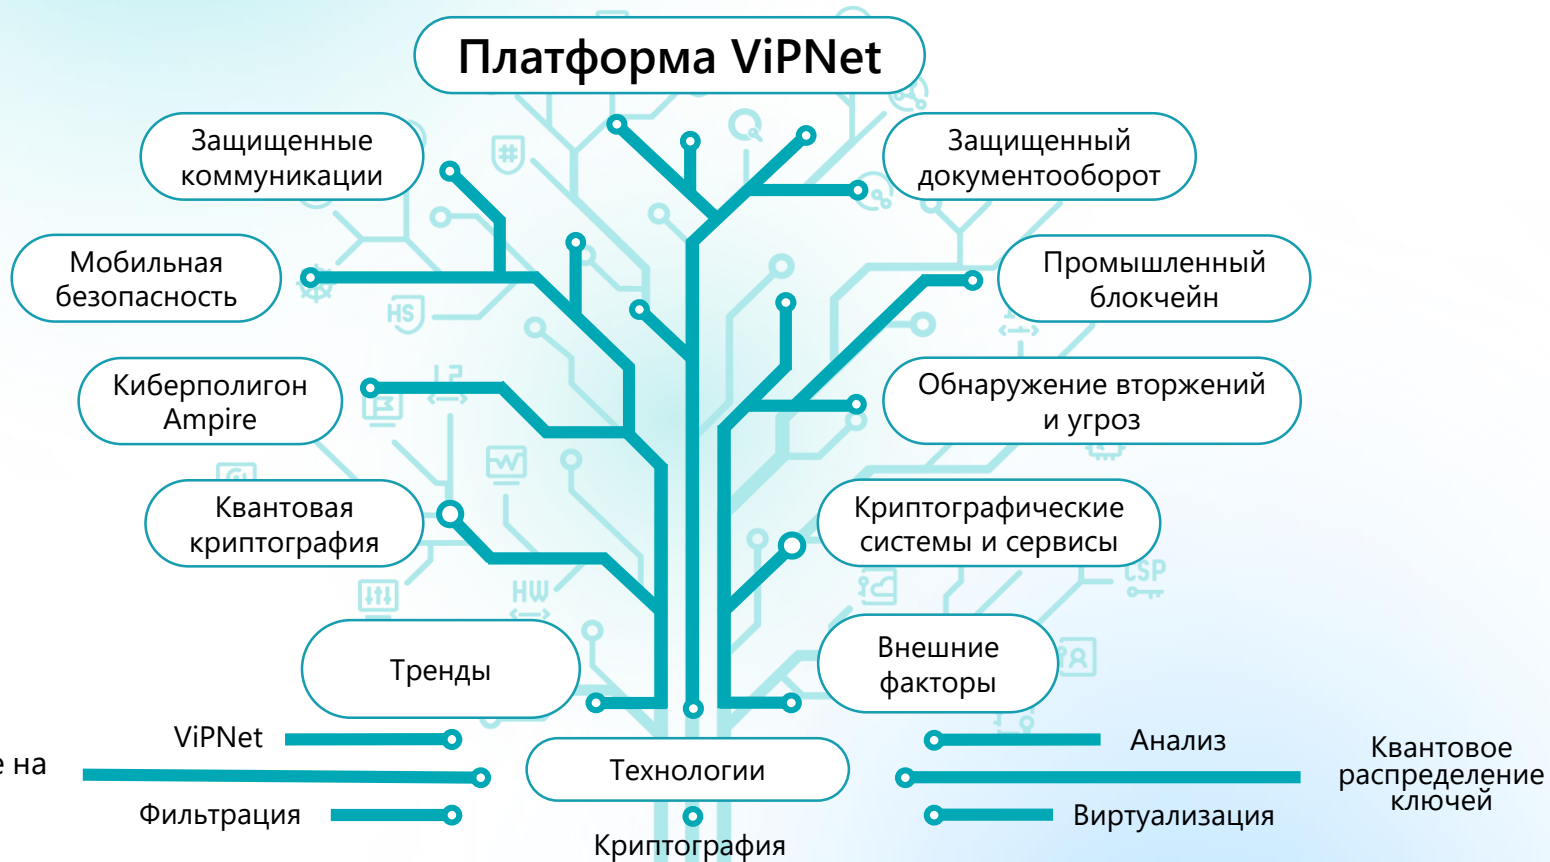 Платформа ViPNet
Защищенные
коммуникации
Защищенный
документооборот
Мобильная
безопасность
Промышленный
блокчейн
HS
Киберполигон
Ampire
L2
Обнаружение вторжений
и угроз
Квантовая
криптография
Криптографические
системы и сервисы
HW
CSP
Тренды
Внешние
факторы
ViPNet
Анализ
е на
Технологии
Квантовое
распределение
ключей
Фильтрация
Виртуализация
Криптография